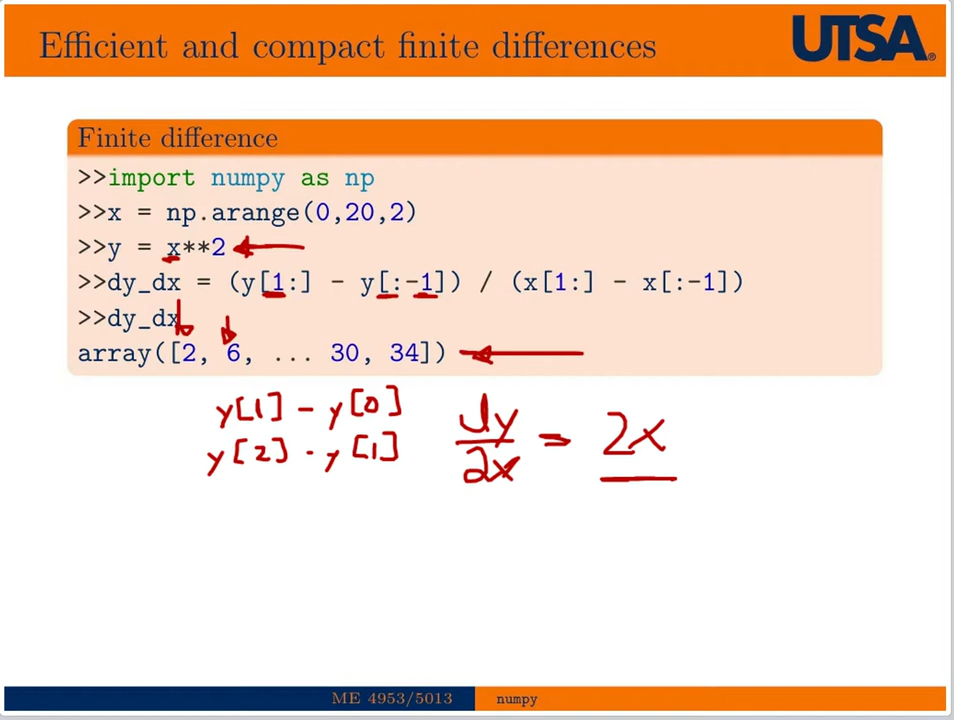 Efficient and compact finite differences
UTSA®
Finite difference
>>import numpy as np
>>x = np.arange(0,20,2)
>>y = x**2
>>dy_dx = (y[1:] - y[:-1]) / (x[1:] - x[:-1])
>>dy_dx
array([2, 6, ... 30, 34])
y[1] - y[0]
y[2] - y[1]
dy
2x
= 2x
ME 4953/5013
numpy